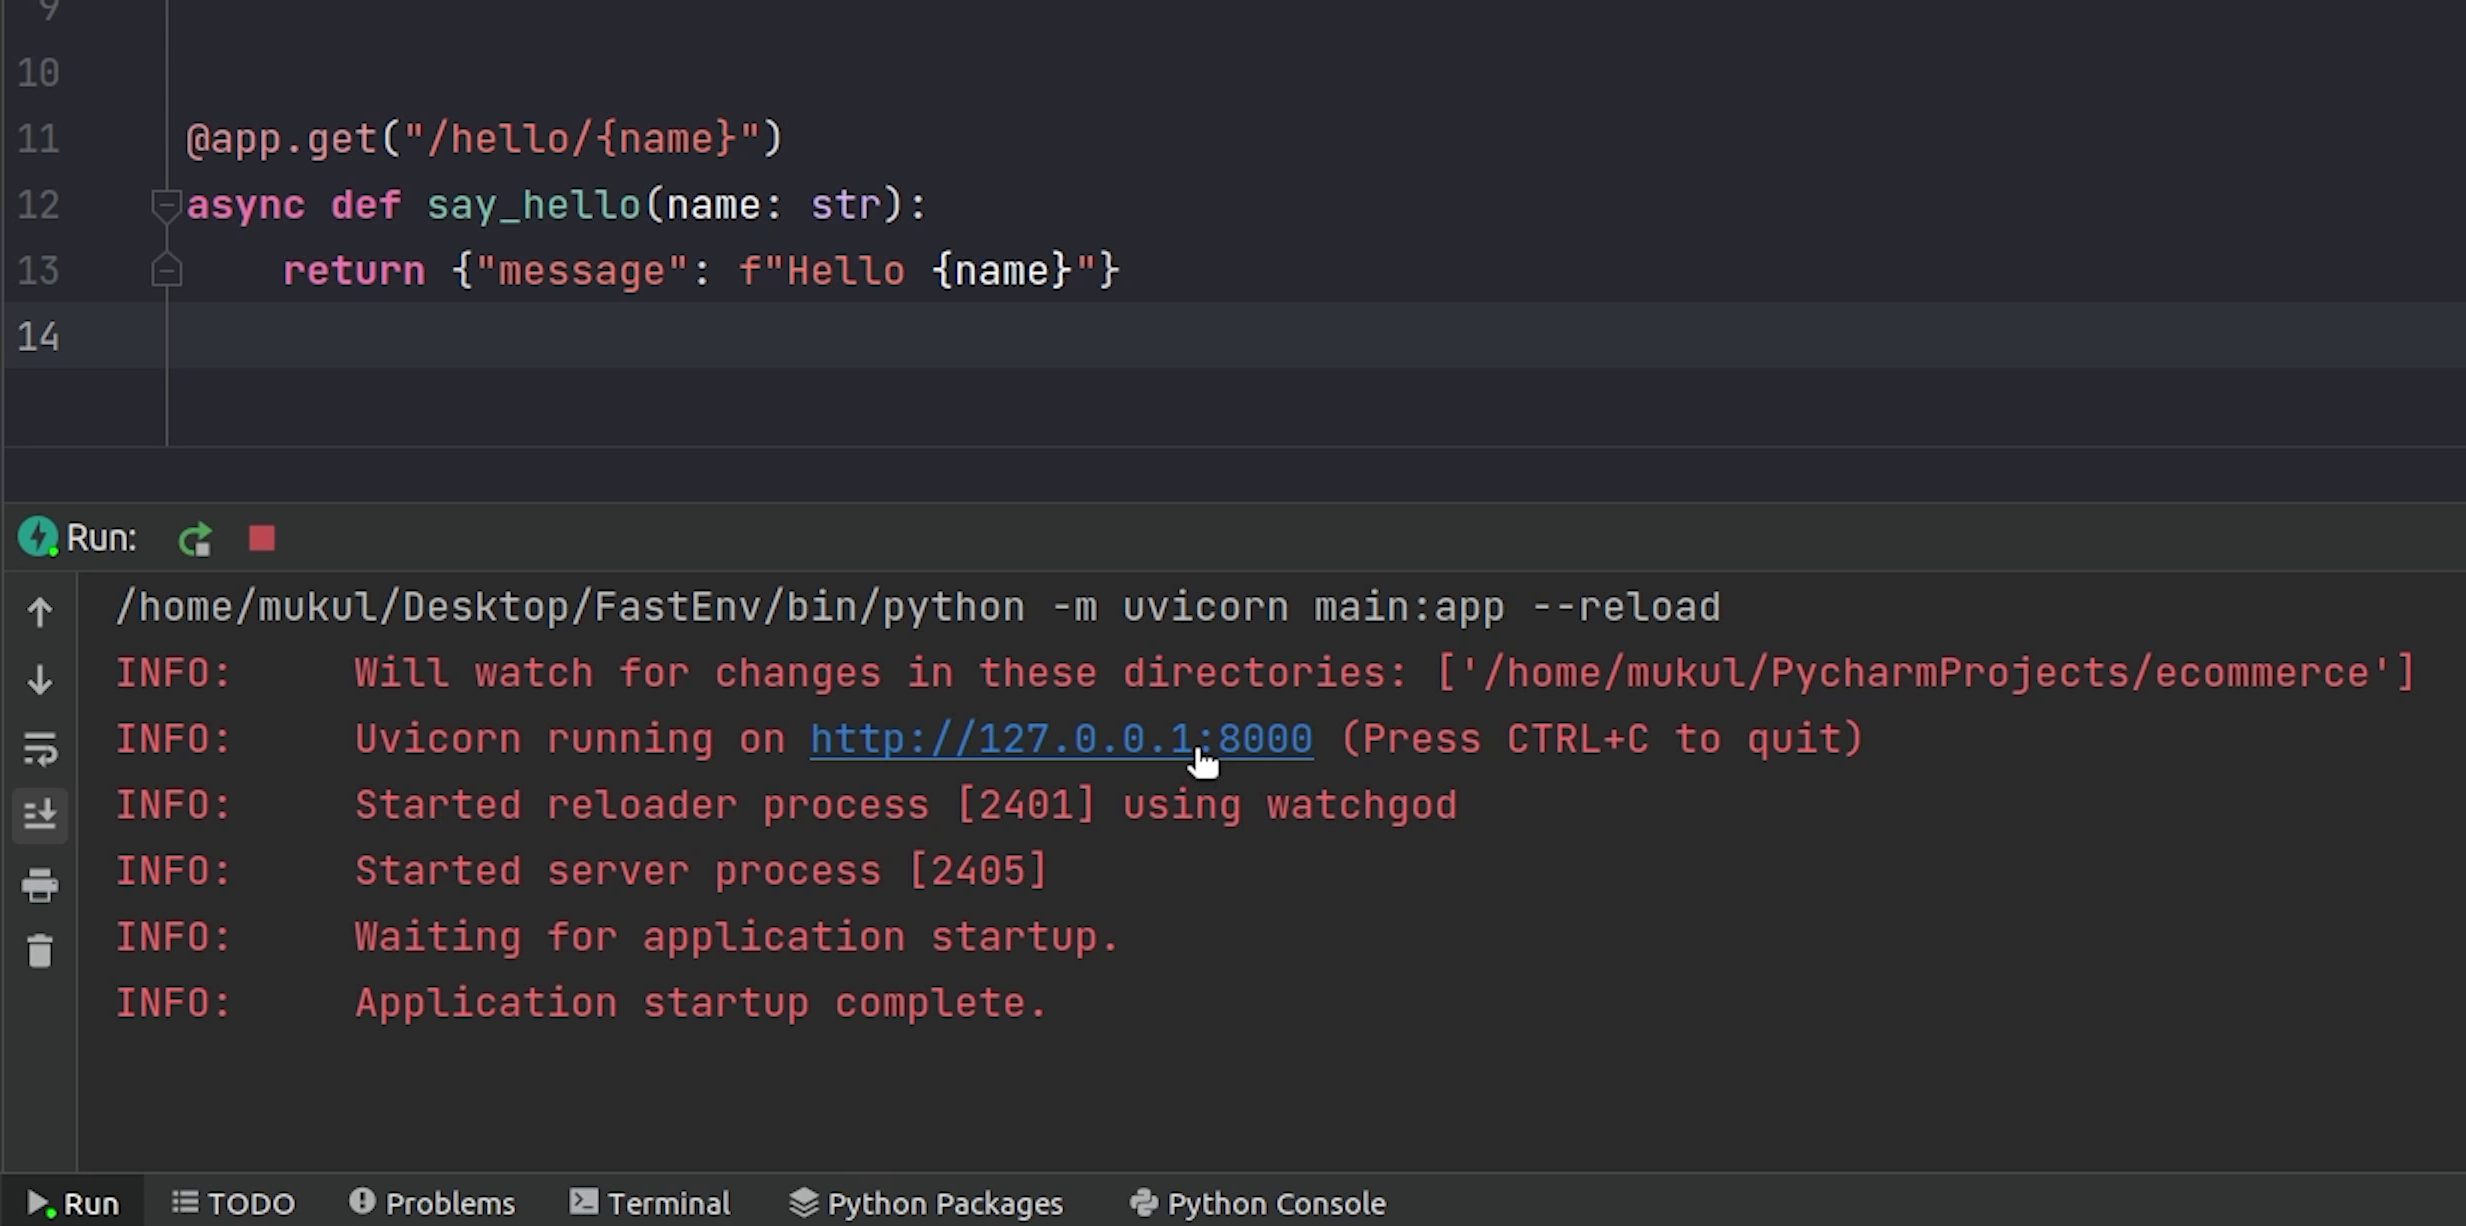 9
10
11 @app.get("/hello/{name}")
12 async def say_hello(name: str):
13 return {"message": f"Hello {name}"}
14
Run:
/home/mukul/Desktop/FastEnv/bin/python -m uvicorn main:app --reload
INFO: Will watch for changes in these directories: ['/home/mukul/PycharmProjects/ecommerce']
INFO: Uvicorn running on http://127.0.0.1:8000 (Press CTRL+C to quit)
INFO: Started reloader process [2401] using watchgod
INFO: Started server process [2405]
INFO: Waiting for application startup.
INFO: Application startup complete.
Run TODO Problems Terminal Python Packages Python Console